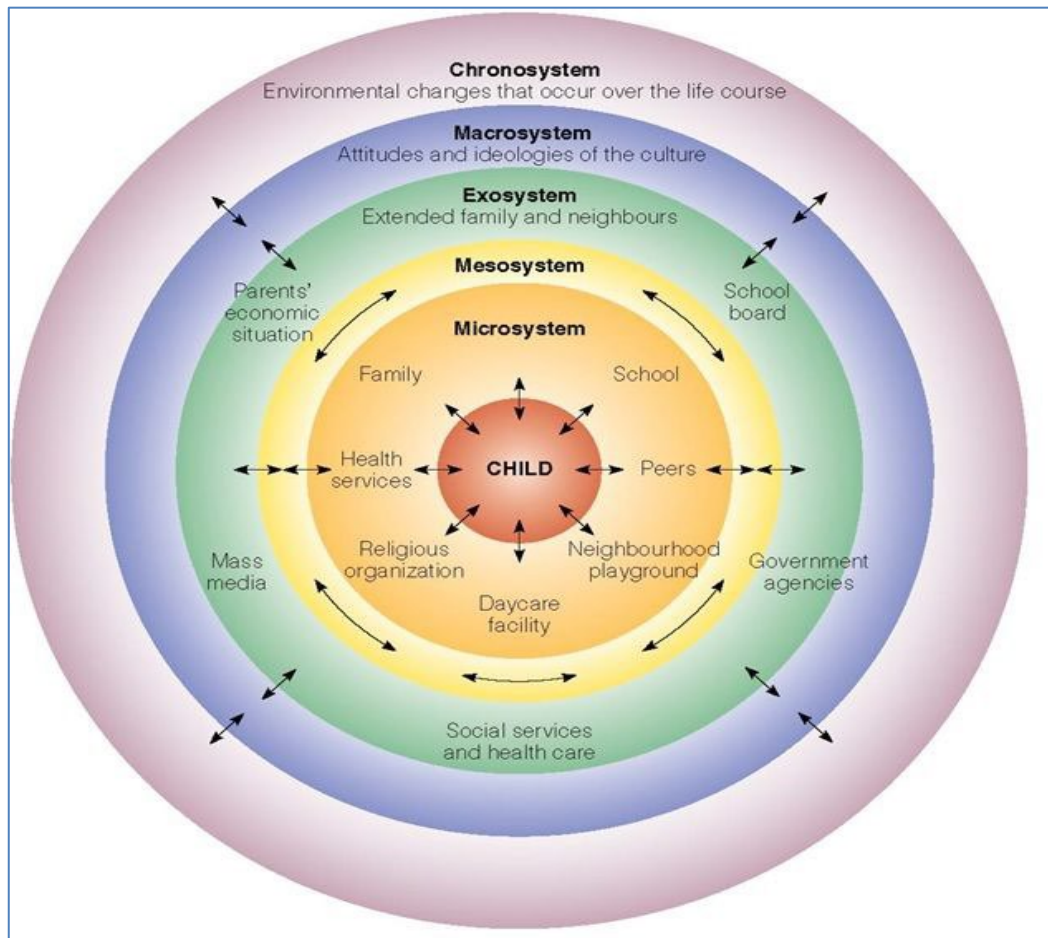 Chronosystem
Environmental changes that occur over the life course
Macrosystem
Attitudes and ideologies of the culture
Exosystem
Extended family and neighbours
Mesosystem
Parents'
economic
situation
School
board
Microsystem
Family
School
Health
services
CHILD
Peers
Religious
organization
Neighbourhood
playground
Mass
media
Government
agencies
Daycare
facility
Social services
and health care